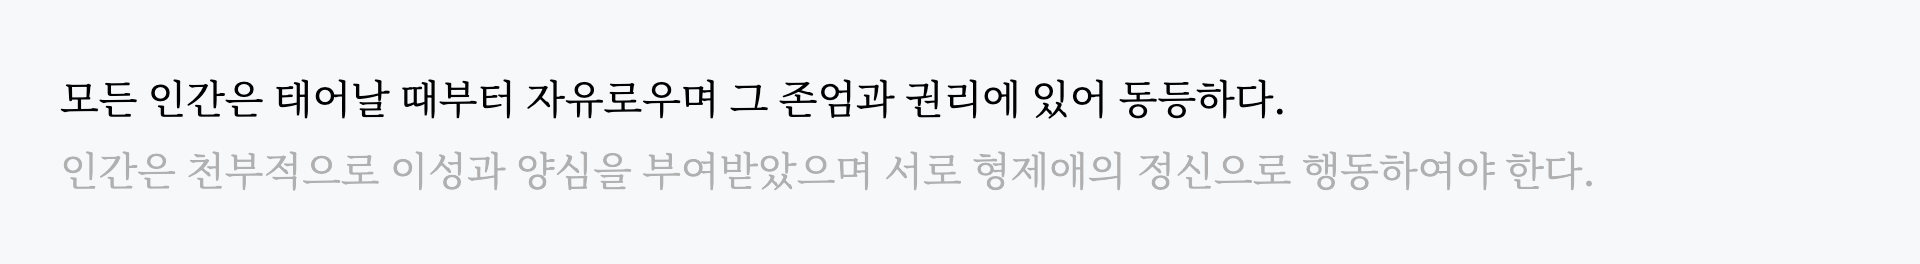 모든 인간은 태어날 때부터 자유로우며 그 존엄과 권리에 있어 동등하다.
인간은 천부적으로 이성과 양심을 부여받았으며 서로 형제애의 정신으로 행동하여야 한다.